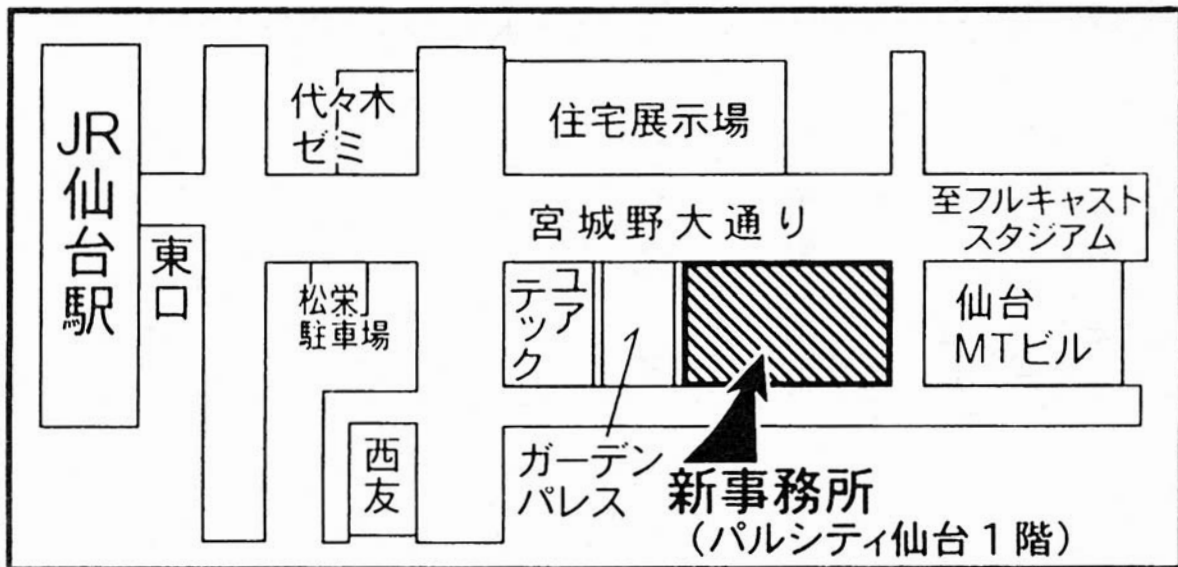 JR仙台駅
東口
代々木
ゼミ
住宅展示場
宮城野大通り
至フルキャスト
スタジアム
松栄
駐車場
ユア
テック
仙台
MTビル
西友
ガーデン
パレス
新事務所
(パルシティ仙台1階)